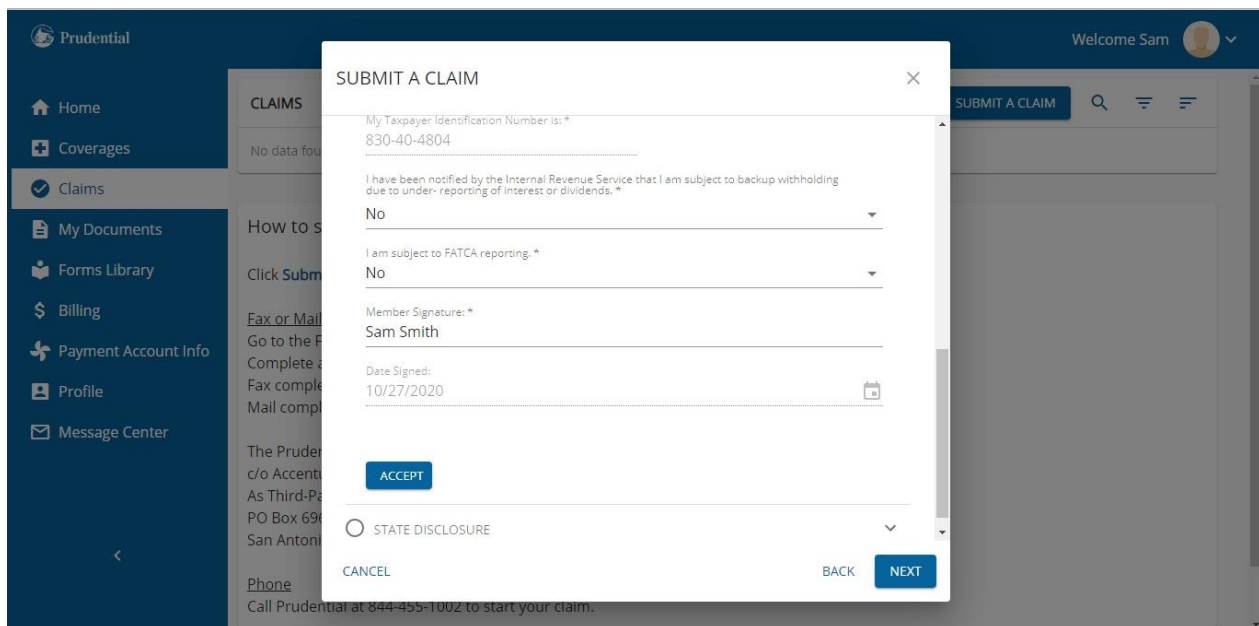 Prudential
Welcome Sam
Home
Coverages
Claims
My Documents
Forms Library
Billing
Payment Account Info
Profile
Message Center
CLAIMS
SUBMIT A CLAIM
No data fou
How to s
Click Subm
Fax or Mail
Go to the F
Complete a
Fax comple
Mail compl
The Pruden
c/o Accentu
As Third-Pa
PO Box 696
San Antoni
Phone
Call Prudential at 844-455-1002 to start your claim.
SUBMIT A CLAIM
My Taxpayer Identification Number is: *
830-40-4804
I have been notified by the Internal Revenue Service that I am subject to backup withholding
due to under- reporting of interest or dividends. *
No
I am subject to FATCA reporting. *
No
Member Signature: *
Sam Smith
Date Signed:
10/27/2020
ACCEPT
STATE DISCLOSURE
CANCEL
BACK
NEXT